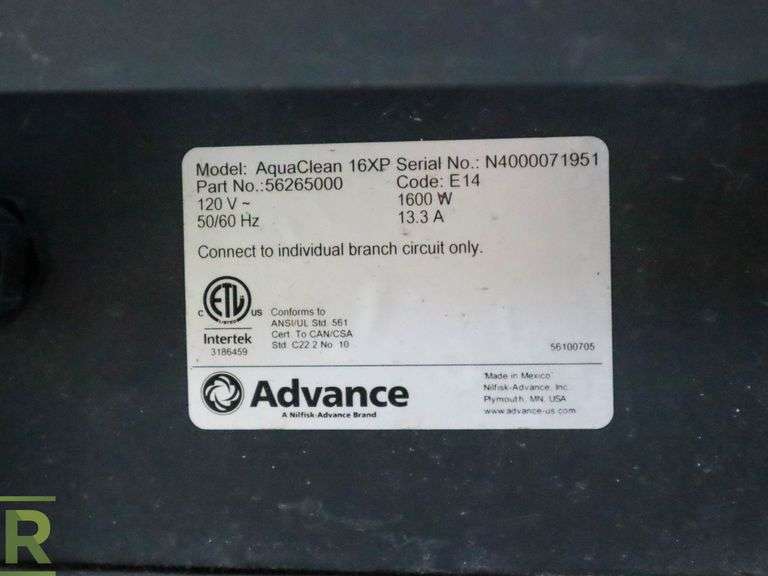 Model: AquaClean 16XP Serial No.: N4000071951
Part No.:56265000 Code: E14
120 V ~ 1600 W
50/60 Hz 13.3 A
Connect to individual branch circuit only.
C ETL US
LISTED
Intertek
3186459
Conforms to
ANSI/UL Std. 561
Cert. To CAN/CSA
Std. C22.2 No. 10
56100705
Advance
A Nilfisk-Advance Brand
"Made in Mexico"
Nilfisk-Advance, Inc.
Plymouth, MN, USA
www.advance-us.com
R